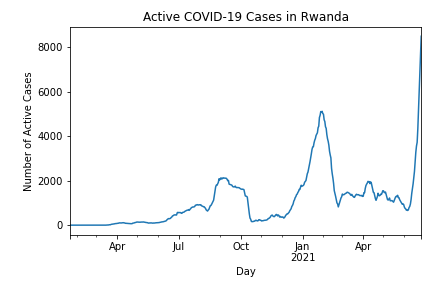 Active COVID-19 Cases in Rwanda
Number of Active Cases
8000
6000
4000
2000
0
Apr
Jul
Oct
Jan
2021
Apr
Day